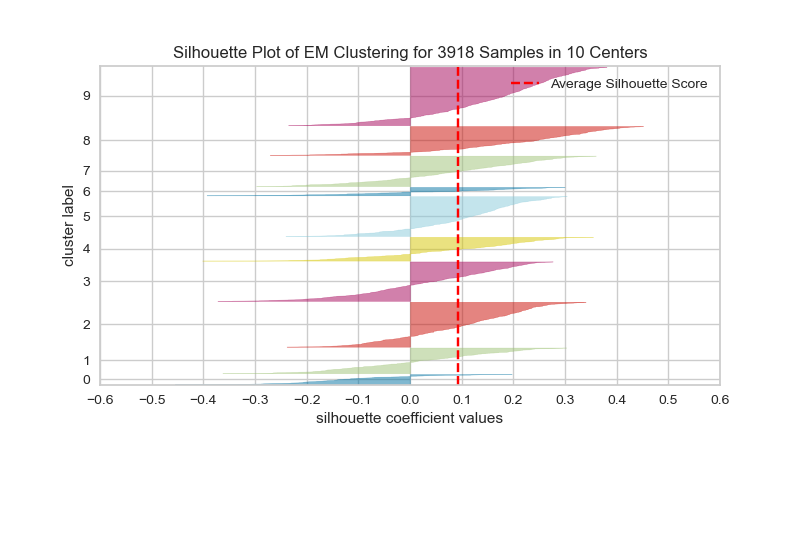 Silhouette Plot of EM Clustering for 3918 Samples in 10 Centers
Average Silhouette Score
cluster label
9
8
7
6
5
4
3
2
1
0
−0.6 −0.5 −0.4 −0.3 −0.2 −0.1 0.0 0.1 0.2 0.3 0.4 0.5 0.6
silhouette coefficient values